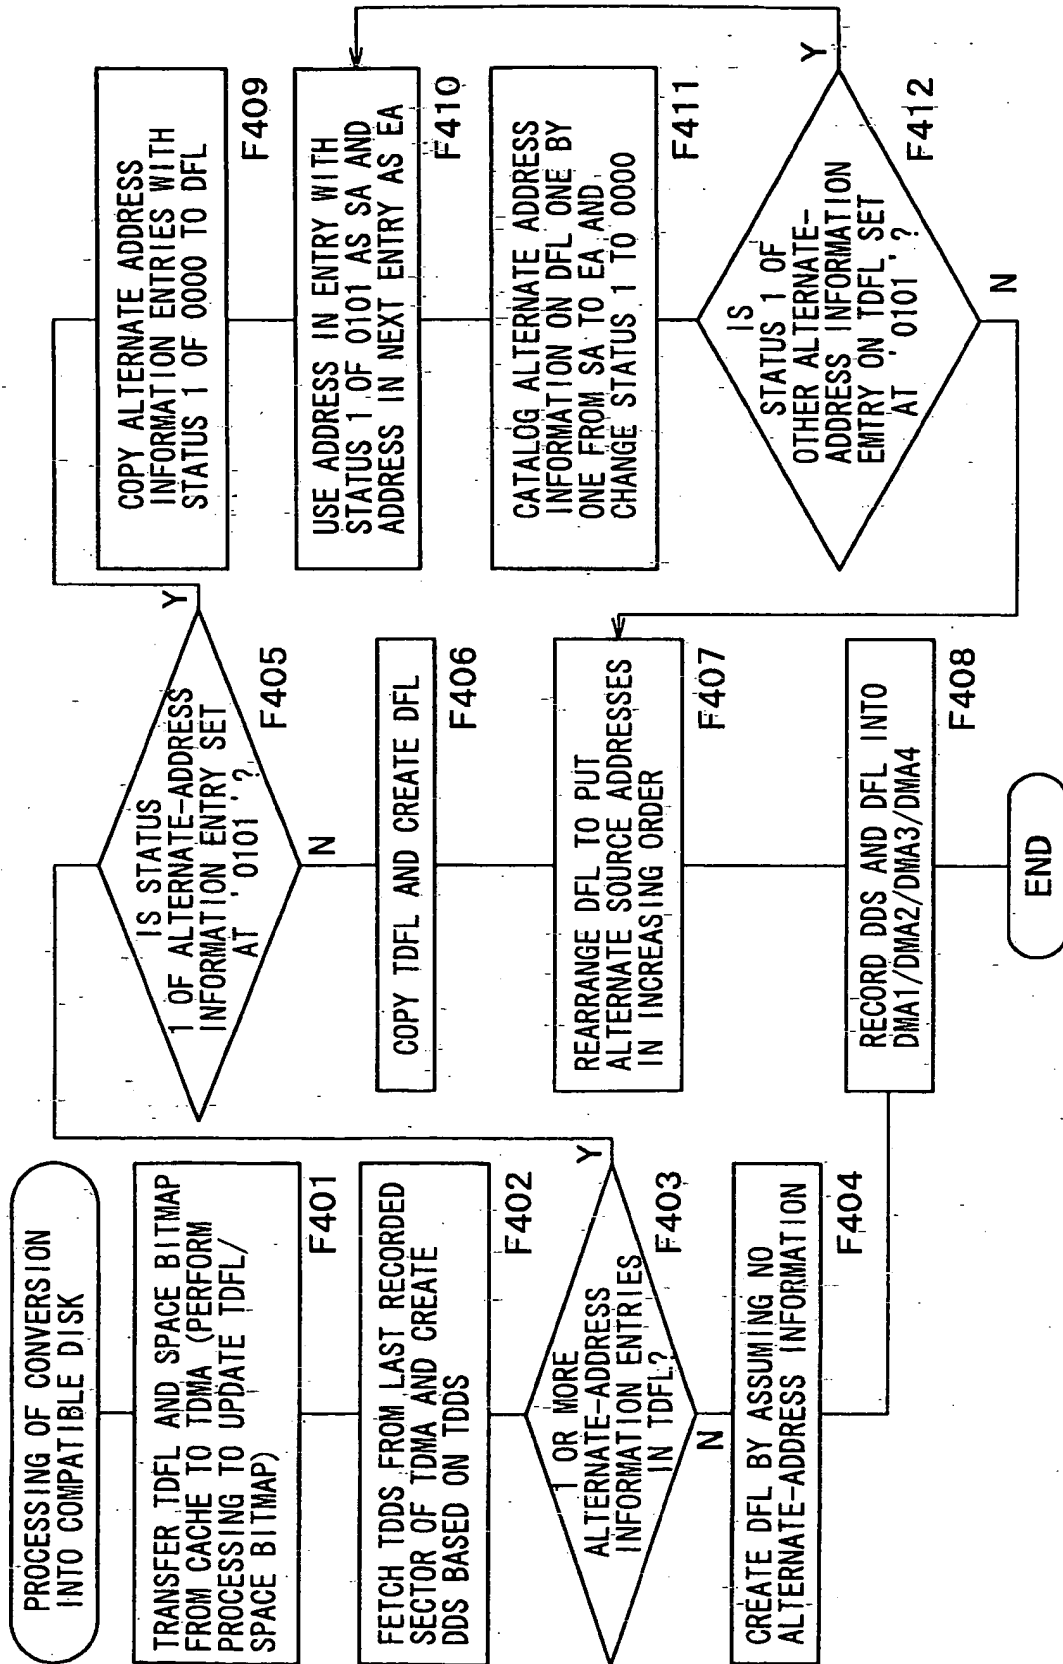 PROCESSING OF CONVERSION
INTO COMPATIBLE DISK
TRANSFER TDFL AND SPACE BITMAP
FROM CACHE TO TDMA (PERFORM
PROCESSING TO UPDATE TDFL/
SPACE BITMAP)
F401
FETCH TDDS FROM LAST RECORDED
SECTOR OF TDMA AND CREATE
DDS BASED ON TDDS
F402
1 OR MORE
ALTERNATE-ADDRESS
INFORMATION ENTRIES
IN TDFL?
Y
F403
N
CREATE DFL BY ASSUMING NO
ALTERNATE-ADDRESS INFORMATION
F404
IS STATUS
1 OF ALTERNATE-ADDRESS
INFORMATION ENTRY SET
AT '0101'?
Y
F405
N
COPY TDFL AND CREATE DFL
F406
REARRANGE DFL TO PUT
ALTERNATE SOURCE ADDRESSES
IN INCREASING ORDER
F407
RECORD DDS AND DFL INTO
DMA1/DMA2/DMA3/DMA4
F408
END
COPY ALTERNATE ADDRESS
INFORMATION ENTRIES WITH
STATUS 1 OF 0000 TO DFL
F409
USE ADDRESS IN ENTRY WITH
STATUS 1 OF 0101 AS SA AND
ADDRESS IN NEXT ENTRY AS EA
F410
CATALOG ALTERNATE ADDRESS
INFORMATION ON DFL ONE BY
ONE FROM SA TO EA AND
CHANGE STATUS 1 TO 0000
F411
IS
STATUS 1 OF
OTHER ALTERNATE-
ADDRESS INFORMATION
EMTRY ON TDFL SET
AT '0101'?
Y
F412
N